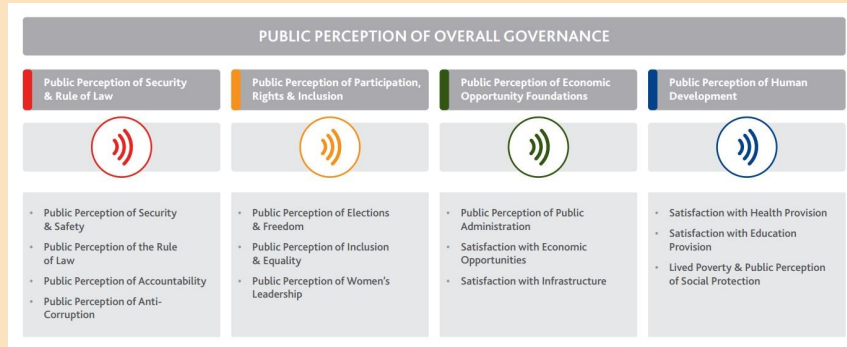 PUBLIC PERCEPTION OF OVERALL GOVERNANCE
Public Perception of Security
& Rule of Law
Public Perception of Participation,
Rights & Inclusion
Public Perception of Economic
Opportunity Foundations
Public Perception of Human
Development
• Public Perception of Security
& Safety
• Public Perception of the Rule
of Law
• Public Perception of Accountability
• Public Perception of Anti-
Corruption
• Public Perception of Elections
& Freedom
• Public Perception of Inclusion
& Equality
• Public Perception of Women's
Leadership
• Public Perception of Public
Administration
• Satisfaction with Economic
Opportunities
• Satisfaction with Infrastructure
• Satisfaction with Health Provision
• Satisfaction with Education
Provision
• Lived Poverty & Public Perception
of Social Protection